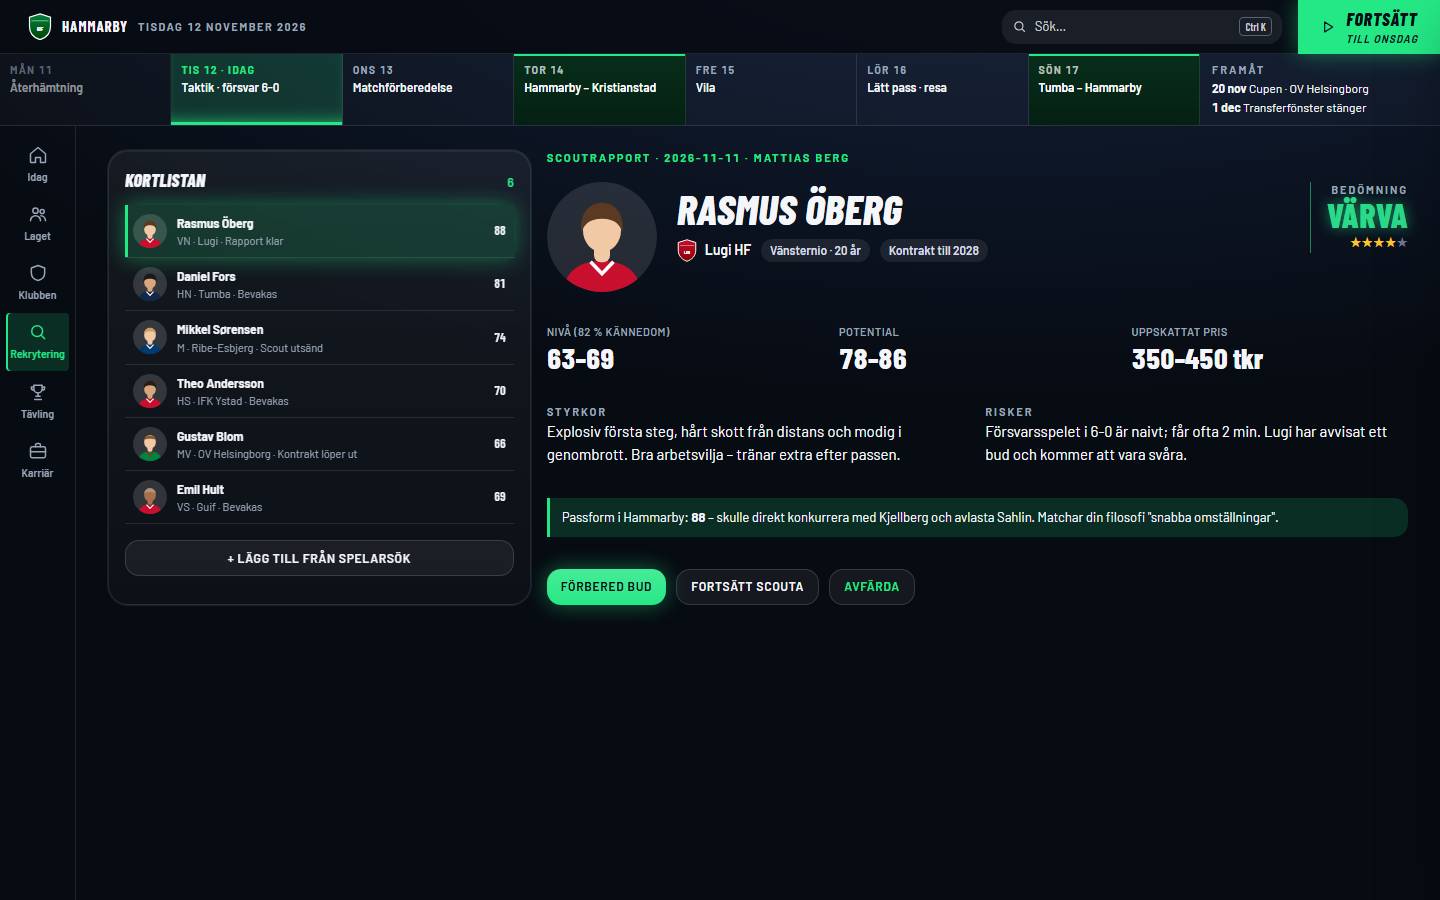 HAMMARBY TISDAG 12 NOVEMBER 2026
Sök...
Ctrl K
FORTSÄTT
TILL ONSDAG
MÅN 11
Återhämtning
TIS 12 · IDAG
Taktik · försvar 6-0
ONS 13
Matchförberedelse
TOR 14
Hammarby – Kristianstad
FRE 15
Vila
LÖR 16
Lätt pass · resa
SÖN 17
Tumba – Hammarby
FRAMÅT
20 nov Cupen · OV Helsingborg
1 dec Transferfönster stänger
Idag
Laget
Klubben
Rekrytering
Tävling
Karriär
KORTLISTAN
6
Rasmus Öberg
VN · Lugi · Rapport klar
88
Daniel Fors
HN · Tumba · Bevakas
81
Mikkel Sørensen
M · Ribe-Esbjerg · Scout utsänd
74
Theo Andersson
HS · IFK Ystad · Bevakas
70
Gustav Blom
MV · OV Helsingborg · Kontrakt löper ut
66
Emil Hult
VS · Guif · Bevakas
69
+ LÄGG TILL FRÅN SPELARSÖK
SCOUTRAPPORT · 2026-11-11 · MATTIAS BERG
RASMUS ÖBERG
Lugi HF
Vänsternio · 20 år
Kontrakt till 2028
BEDÖMNING
VÄRVA
★★★★★
NIVÅ (82 % KÄNNEDOM)
63–69
POTENTIAL
78–86
UPPSKATTAT PRIS
350–450 tkr
STYRKOR
Explosiv första steg, hårt skott från distans och modig i
genombrott. Bra arbetsvilja – tränar extra efter passen.
RISKER
Försvarsspelet i 6-0 är naivt; får ofta 2 min. Lugi har avvisat ett
bud och kommer att vara svåra.
Passform i Hammarby: 88 – skulle direkt konkurrera med Kjellberg och avlasta Sahlin. Matchar din filosofi "snabba omställningar".
FÖRBERED BUD
FORTSÄTT SCOUTA
AVFÄRDA